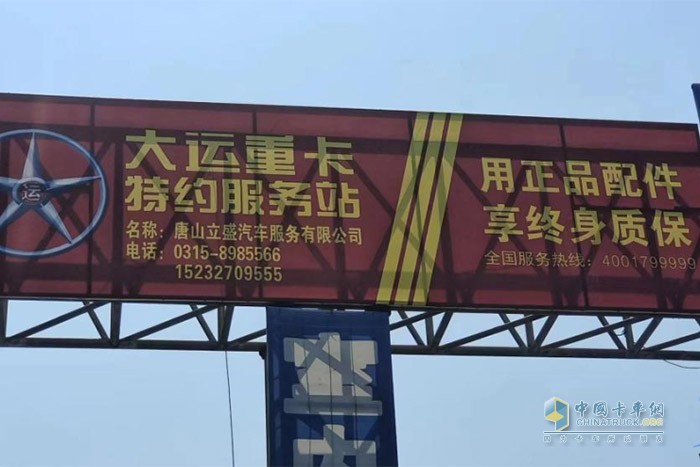 运
大运重卡
特约服务站
名称：唐山立盛汽车服务有限公司
电话：0315-8985566
15232709555
用正品配件
享终身质保
全国服务热线：4001799999
重卡
中国卡车网
CHINATRUCK.ORG